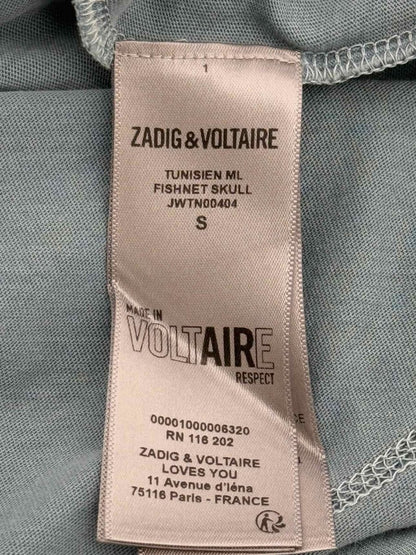 1
ZADIG & VOLTAIRE
TUNISIEN ML
FISHNET SKULL
JWTN00404
S
MADE IN
VOLTAIRE
RESPECT
00001000006320
RN 116 202
ZADIG & VOLTAIRE
LOVES YOU
11 Avenue d'Iéna
75116 Paris - FRANCE